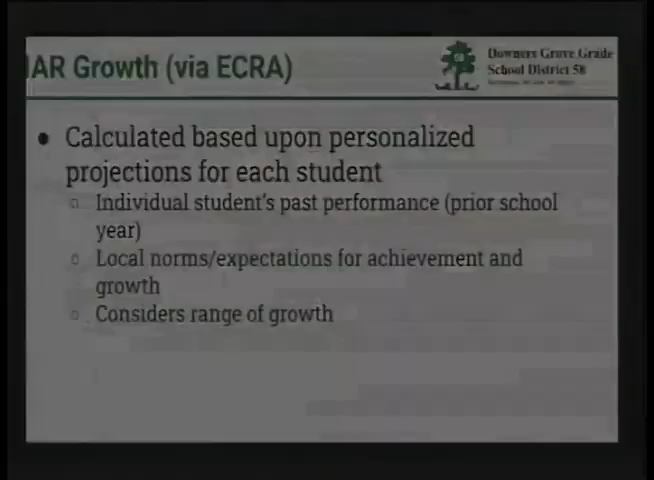 IAR Growth (via ECRA)
Downers Grove Grade
School District 58
● Calculated based upon personalized
projections for each student
○ Individual student's past performance (prior school
year)
○ Local norms/expectations for achievement and
growth
○ Considers range of growth